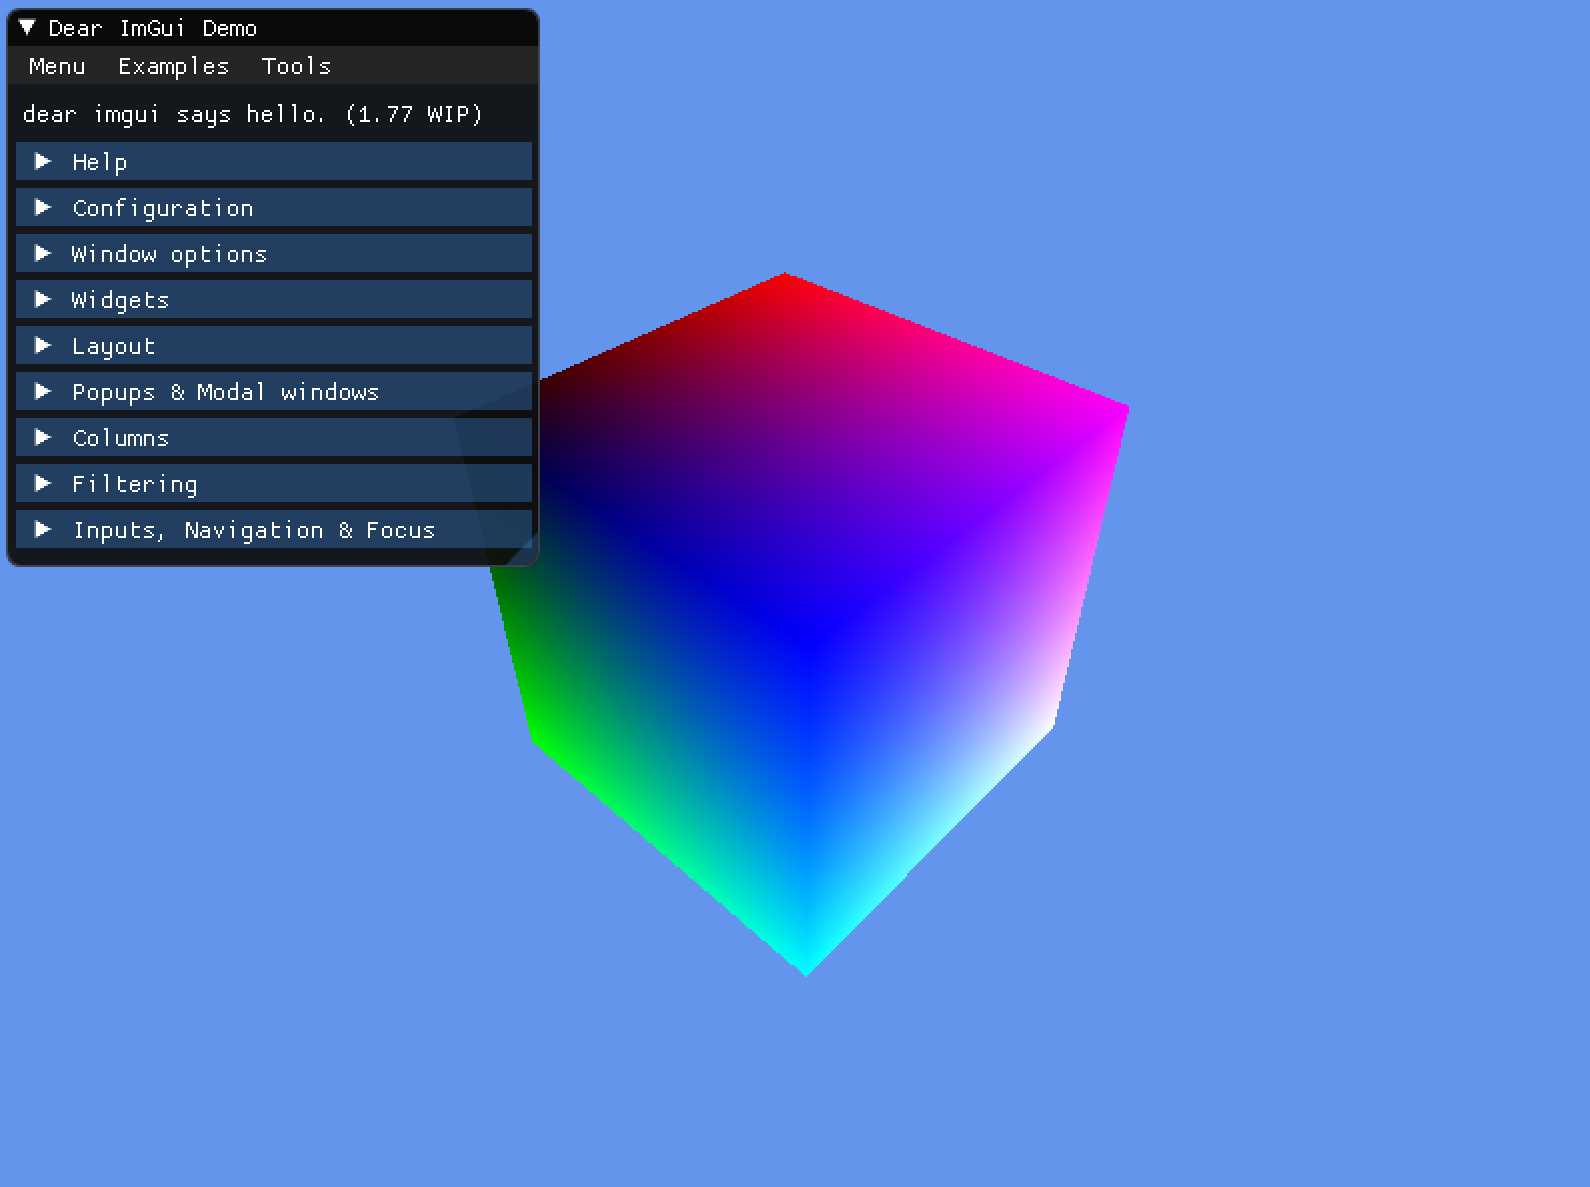 Dear ImGui Demo
Menu Examples Tools
dear imgui says hello. (1.77 WIP)
Help
Configuration
Window options
Widgets
Layout
Popups & Modal windows
Columns
Filtering
Inputs, Navigation & Focus